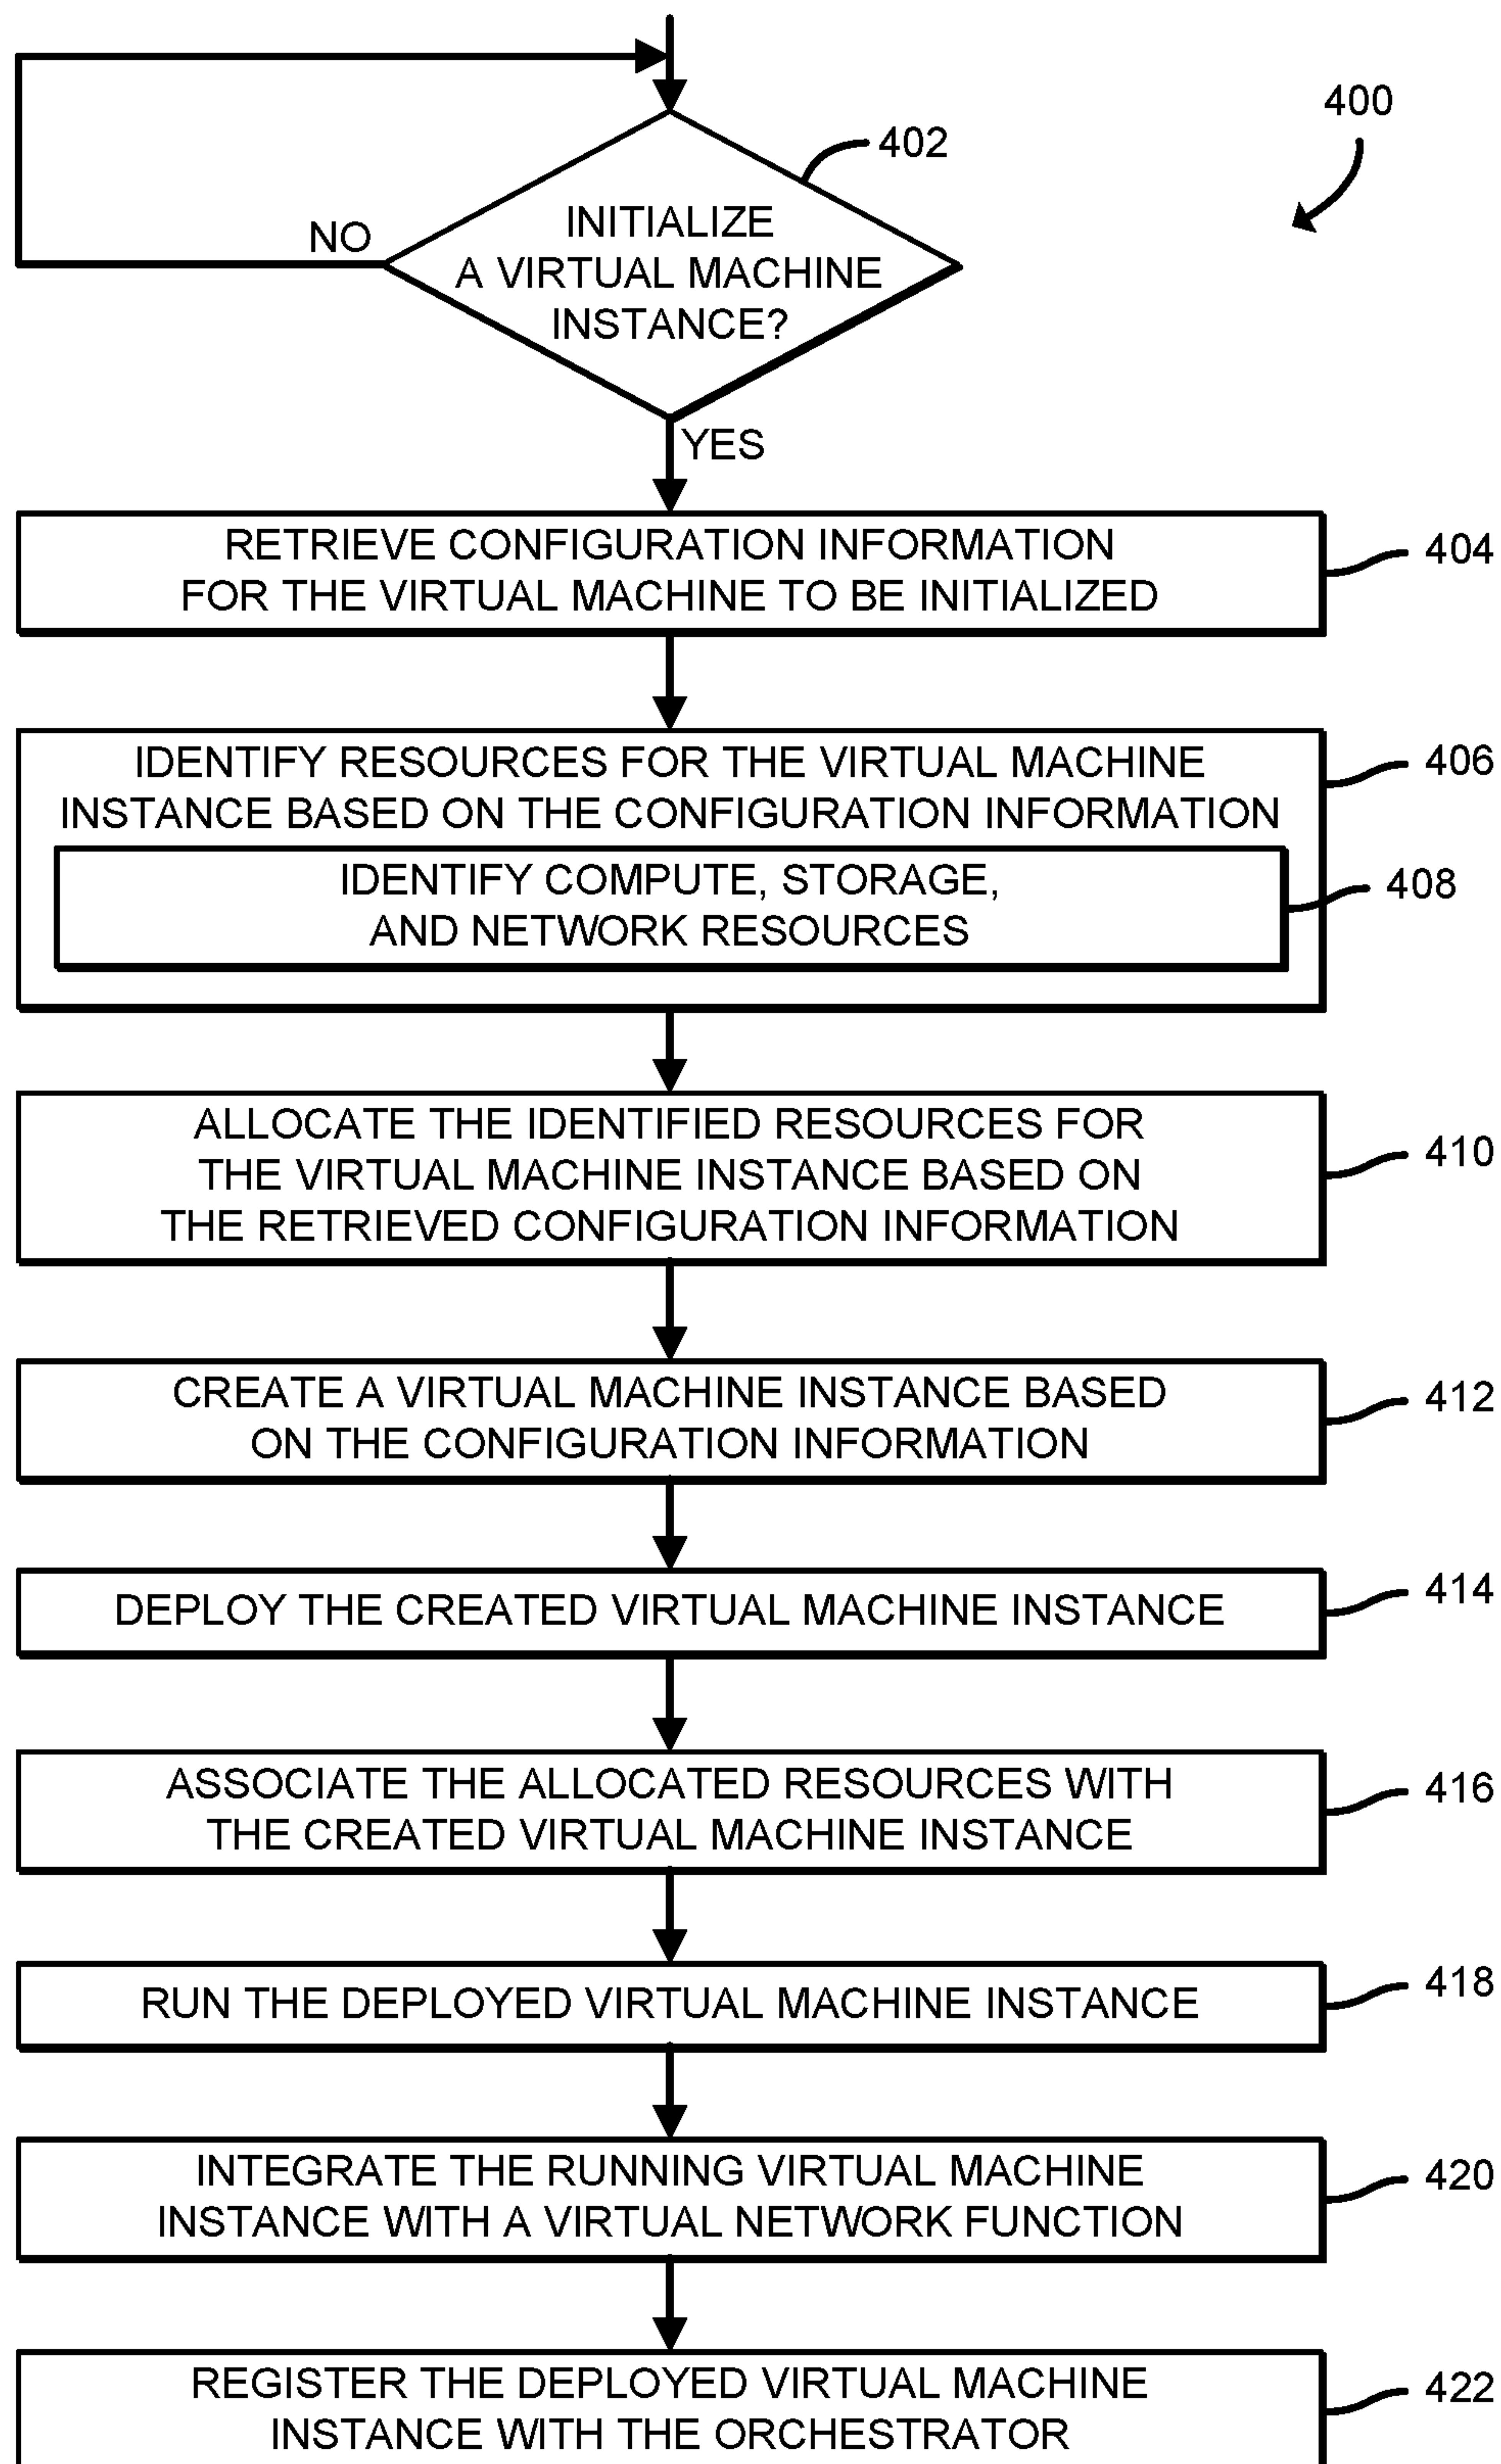 400
402
INITIALIZE
A VIRTUAL MACHINE
INSTANCE?
NO
YES
RETRIEVE CONFIGURATION INFORMATION
FOR THE VIRTUAL MACHINE TO BE INITIALIZED
404
IDENTIFY RESOURCES FOR THE VIRTUAL MACHINE
INSTANCE BASED ON THE CONFIGURATION INFORMATION
406
IDENTIFY COMPUTE, STORAGE,
AND NETWORK RESOURCES
408
ALLOCATE THE IDENTIFIED RESOURCES FOR
THE VIRTUAL MACHINE INSTANCE BASED ON
THE RETRIEVED CONFIGURATION INFORMATION
410
CREATE A VIRTUAL MACHINE INSTANCE BASED
ON THE CONFIGURATION INFORMATION
412
DEPLOY THE CREATED VIRTUAL MACHINE INSTANCE
414
ASSOCIATE THE ALLOCATED RESOURCES WITH
THE CREATED VIRTUAL MACHINE INSTANCE
416
RUN THE DEPLOYED VIRTUAL MACHINE INSTANCE
418
INTEGRATE THE RUNNING VIRTUAL MACHINE
INSTANCE WITH A VIRTUAL NETWORK FUNCTION
420
REGISTER THE DEPLOYED VIRTUAL MACHINE
INSTANCE WITH THE ORCHESTRATOR
422